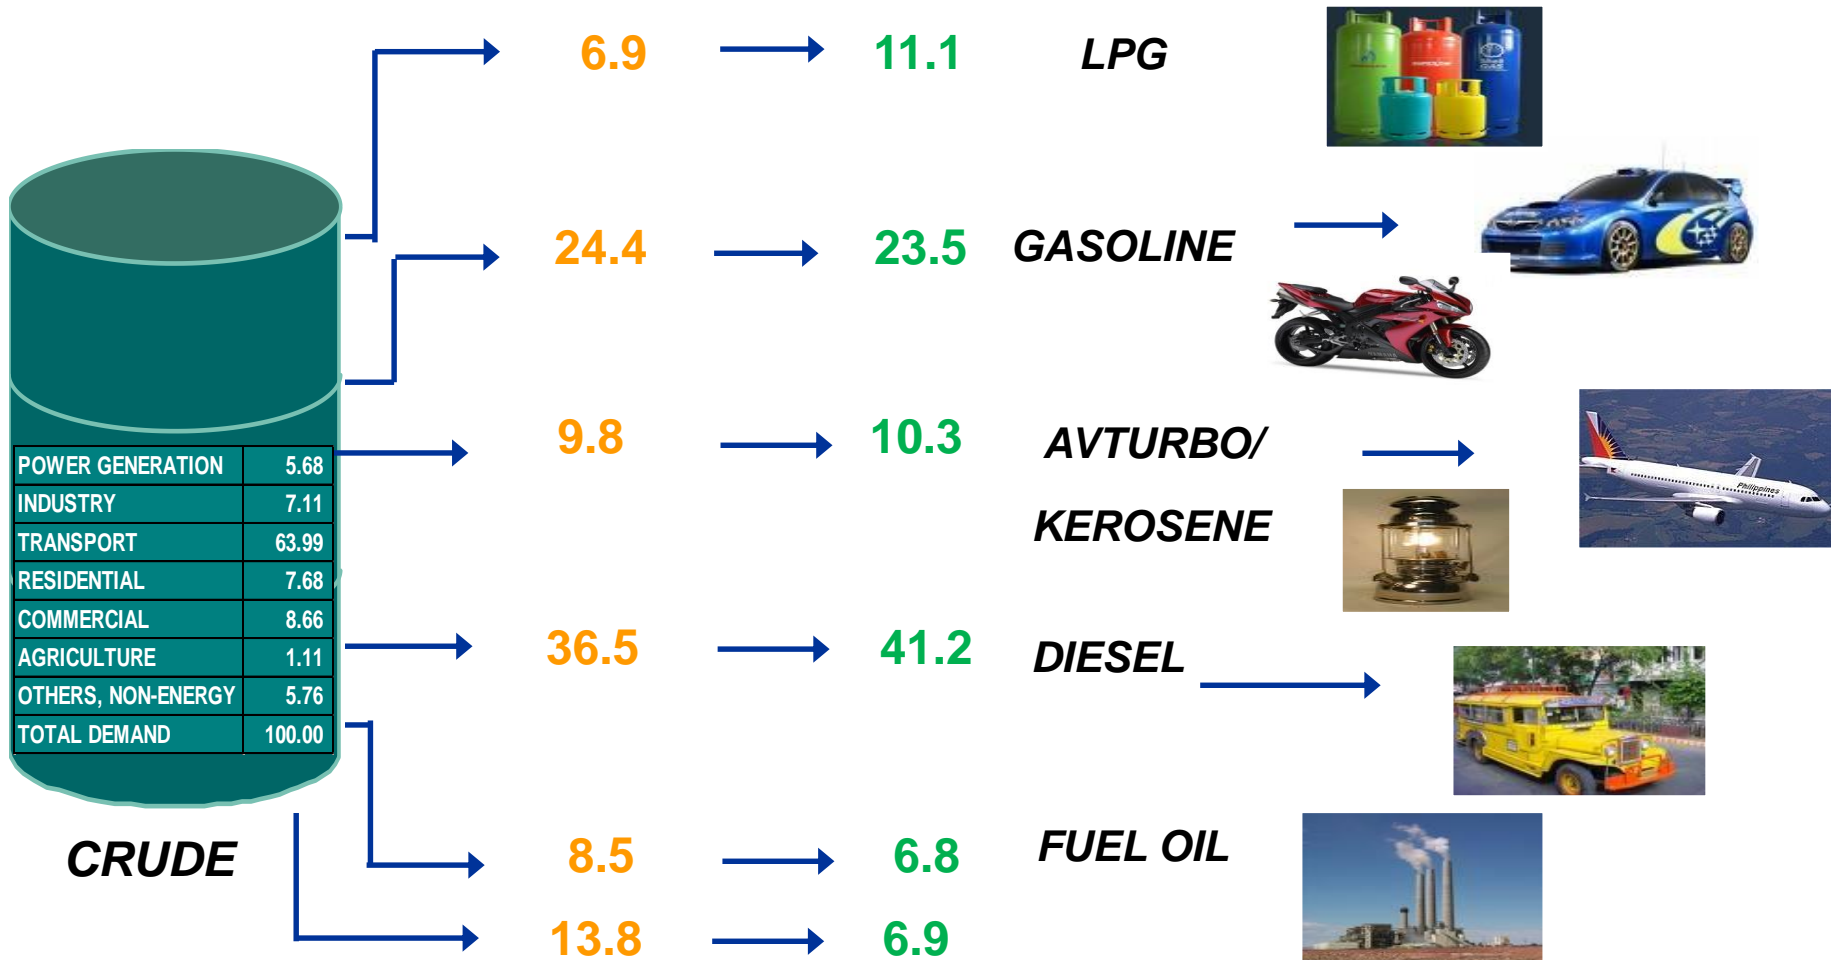 6.9 11.1 LPG
24.4 23.5 GASOLINE
9.8 10.3 AVTURBO/
KEROSENE
POWER GENERATION 5.68
INDUSTRY 7.11
TRANSPORT 63.99
RESIDENTIAL 7.68
COMMERCIAL 8.66
AGRICULTURE 1.11
OTHERS, NON-ENERGY 5.76
TOTAL DEMAND 100.00
Philippines
36.5 41.2 DIESEL
CRUDE
8.5 6.8 FUEL OIL
13.8 6.9